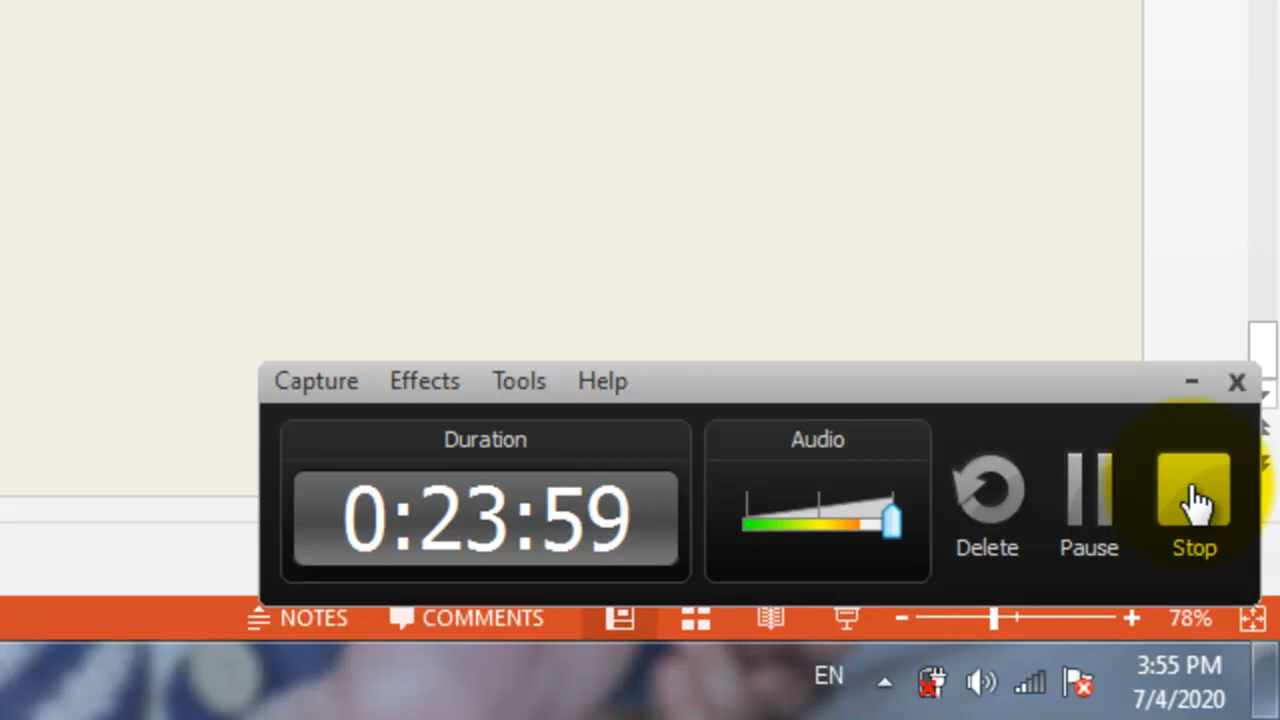 Capture Effects Tools Help
Duration
Audio
0:23:59
Delete Pause Stop
NOTES COMMENTS 78%
EN
3:55 PM
7/4/2020